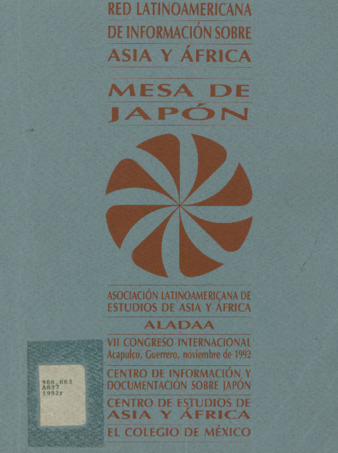 RED LATINOAMERICANA
DE INFORMACIÓN SOBRE
ASIA Y ÁFRICA
MESA DE
JAPÓN
ASOCIACIÓN LATINOAMERICANA DE
ESTUDIOS DE ASIA Y ÁFRICA
ALADAA
VII CONGRESO INTERNACIONAL
Acapulco, Guerrero, noviembre de 1992
CENTRO DE INFORMACIÓN Y
DOCUMENTACIÓN SOBRE JAPÓN
CENTRO DE ESTUDIOS DE
ASIA Y ÁFRICA
EL COLEGIO DE MÉXICO
1992r